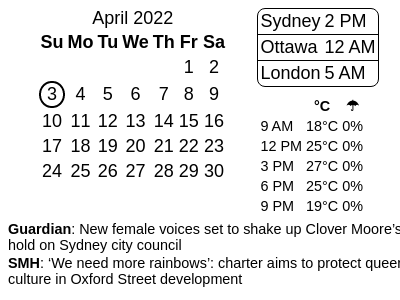 April 2022
Su Mo Tu We Th Fr Sa
1 2
3 4 5 6 7 8 9
10 11 12 13 14 15 16
17 18 19 20 21 22 23
24 25 26 27 28 29 30
Sydney 2 PM
Ottawa 12 AM
London 5 AM
°C ☂
9 AM 18°C 0%
12 PM 25°C 0%
3 PM 27°C 0%
6 PM 25°C 0%
9 PM 19°C 0%
Guardian: New female voices set to shake up Clover Moore's
hold on Sydney city council
SMH: ‘We need more rainbows’: charter aims to protect queer
culture in Oxford Street development